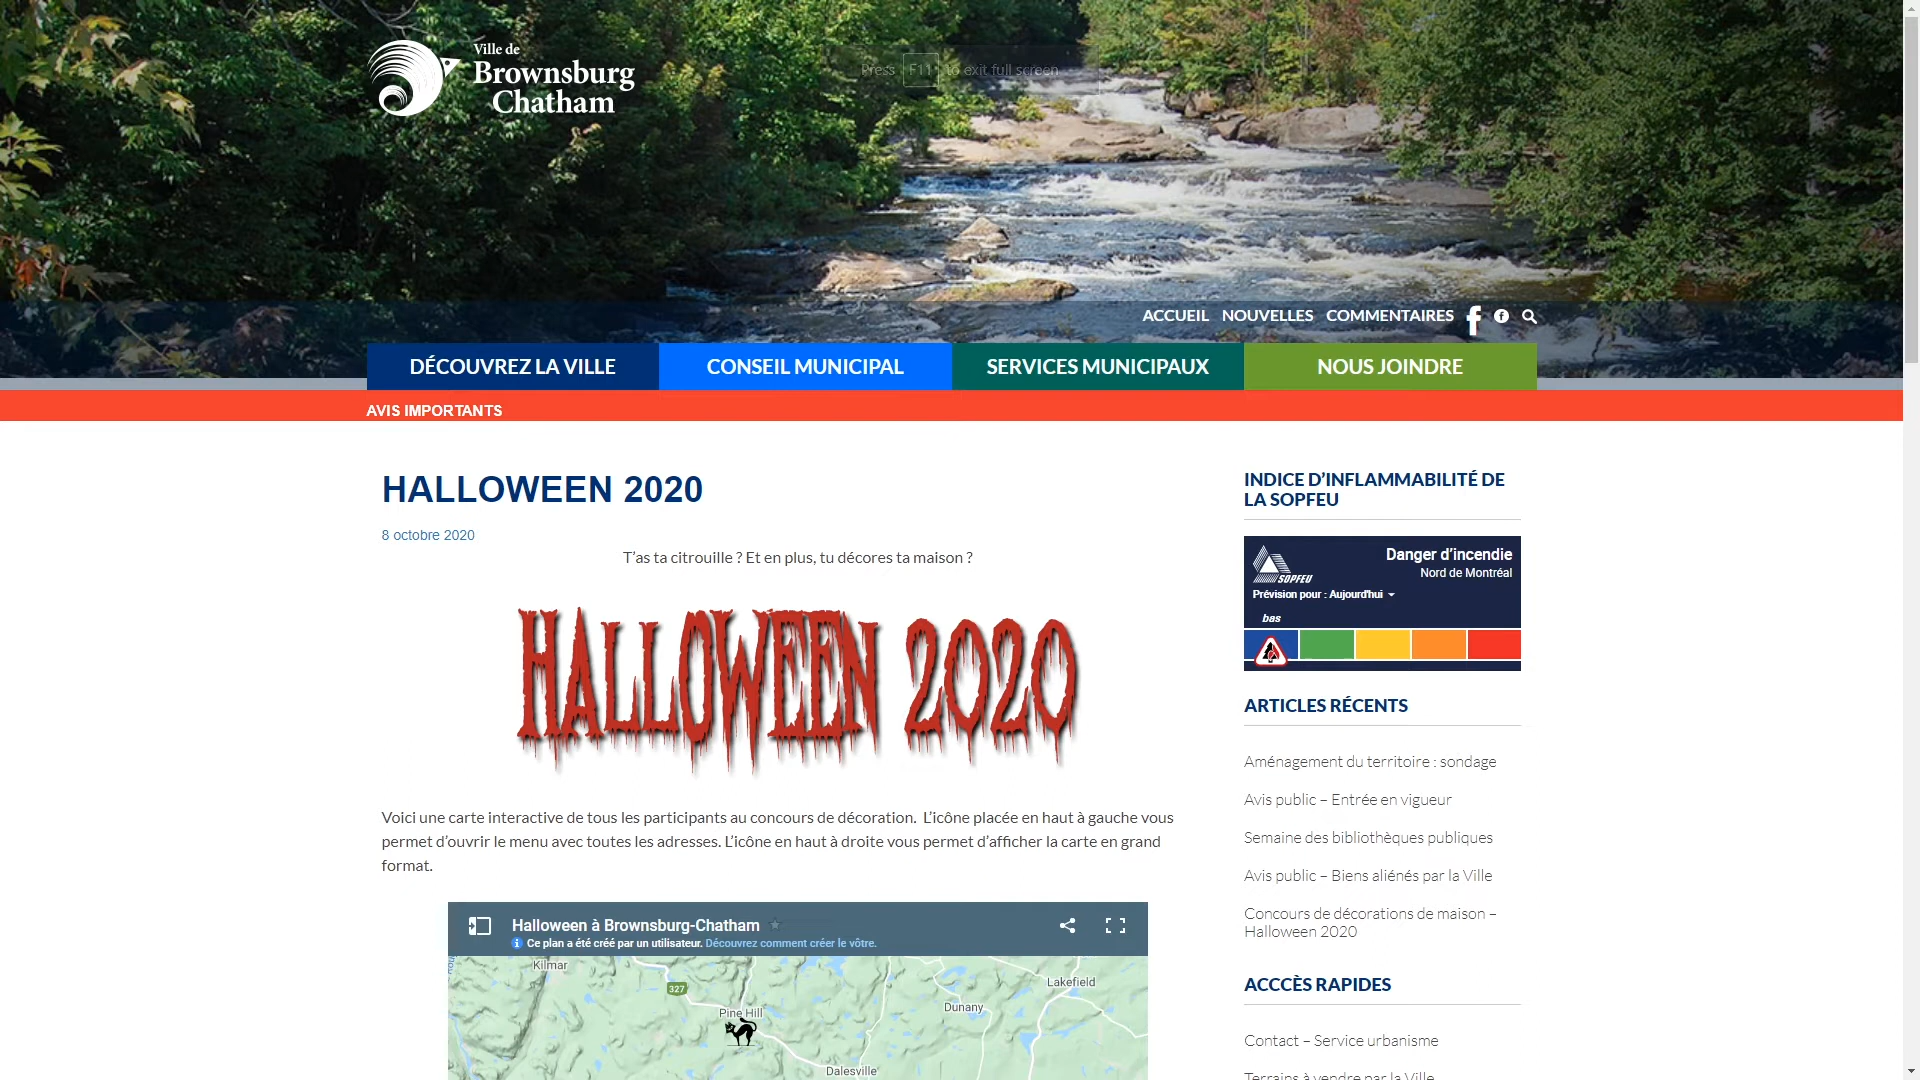 Ville de
Brownsburg
Chatham
Press F11 to exit full screen
ACCUEIL NOUVELLES COMMENTAIRES
DÉCOUVREZ LA VILLE
CONSEIL MUNICIPAL
SERVICES MUNICIPAUX
NOUS JOINDRE
AVIS IMPORTANTS
HALLOWEEN 2020
8 octobre 2020
T’as ta citrouille ? Et en plus, tu décores ta maison ?
HALLOWEEN 2020
Voici une carte interactive de tous les participants au concours de décoration.  L’icône placée en haut à gauche vous
permet d’ouvrir le menu avec toutes les adresses. L’icône en haut à droite vous permet d’afficher la carte en grand
format.
Halloween à Brownsburg-Chatham
Ce plan a été créé par un utilisateur. Découvrez comment créer le vôtre.
Kilmar
327
Lakefield
Dunany
Pine Hill
Dalesville
INDICE D’INFLAMMABILITÉ DE
LA SOPFEU
SOPFEU
Danger d’incendie
Nord de Montréal
Prévision pour : Aujourd'hui
bas
ARTICLES RÉCENTS
Aménagement du territoire : sondage
Avis public – Entrée en vigueur
Semaine des bibliothèques publiques
Avis public – Biens aliénés par la Ville
Concours de décorations de maison –
Halloween 2020
ACCCÈS RAPIDES
Contact – Service urbanisme
Terrains à vendre par la Ville